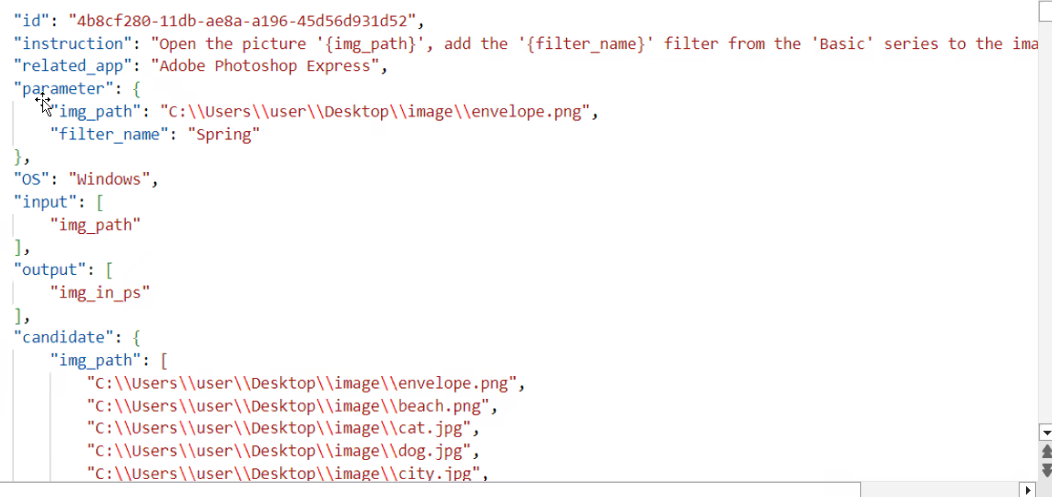 "id": "4b8cf280-11db-ae8a-a196-45d56d931d52",
"instruction": "Open the picture '{img_path}', add the '{filter_name}' filter from the 'Basic' series to the ima
"related_app": "Adobe Photoshop Express",
"parameter": {
"img_path": "C:\\Users\\user\\Desktop\\image\\envelope.png",
"filter_name": "Spring"
},
"OS": "Windows",
"input": [
"img_path"
],
"output": [
"img_in_ps"
],
"candidate": {
"img_path": [
"C:\\Users\\user\\Desktop\\image\\envelope.png",
"C:\\Users\\user\\Desktop\\image\\beach.png",
"C:\\Users\\user\\Desktop\\image\\cat.jpg",
"C:\\Users\\user\\Desktop\\image\\dog.jpg",
"C:\\Users\\user\\Desktop\\image\\city.jpg",